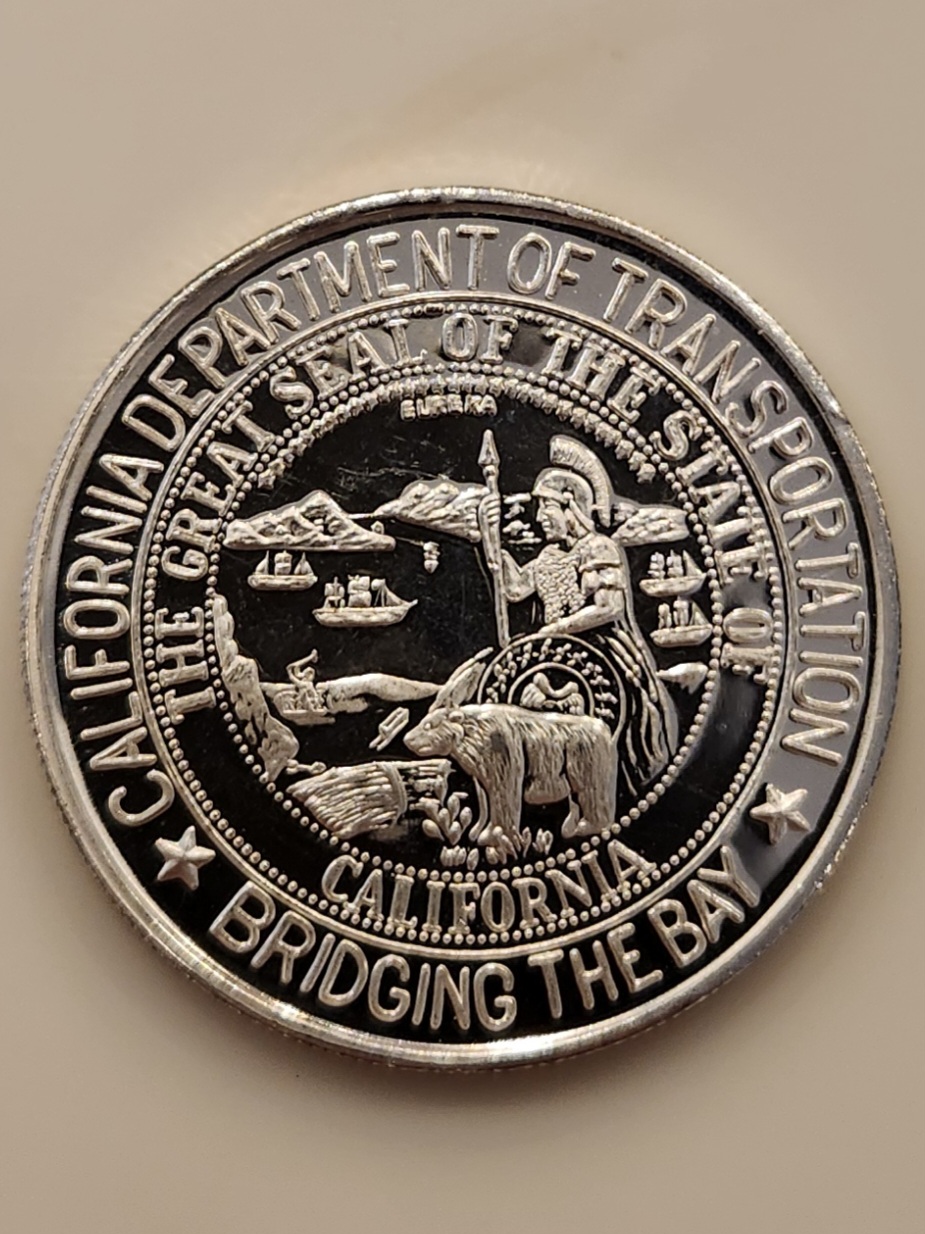 CALIFORNIA DEPARTMENT OF TRANSPORTATION
THE GREAT SEAL OF THE STATE OF
EUREKA
CALIFORNIA
BRIDGING THE BAY